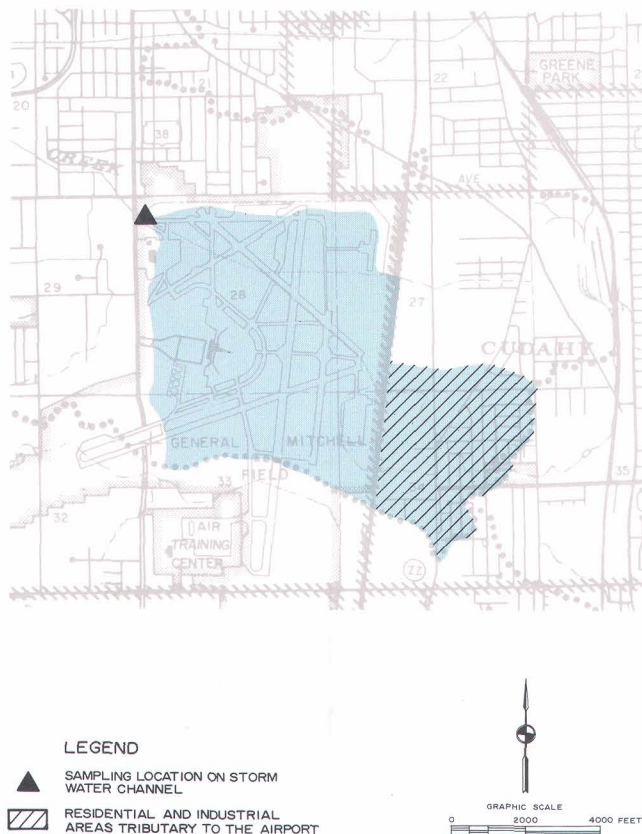 GREENE
PARK
21
22
20
38
CREEK
AVE
29
28
27
CUDAHY
GENERAL MITCHELL
FIELD
33
35
32
AIR
TRAINING
CENTER
ZZ
LEGEND
SAMPLING LOCATION ON STORM
WATER CHANNEL
RESIDENTIAL AND INDUSTRIAL
AREAS TRIBUTARY TO THE AIRPORT
GRAPHIC SCALE
0 2000 4000 FEET